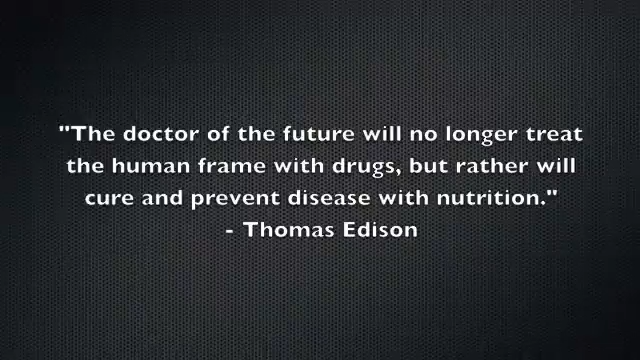 "The doctor of the future will no longer treat
the human frame with drugs, but rather will
cure and prevent disease with nutrition."
- Thomas Edison